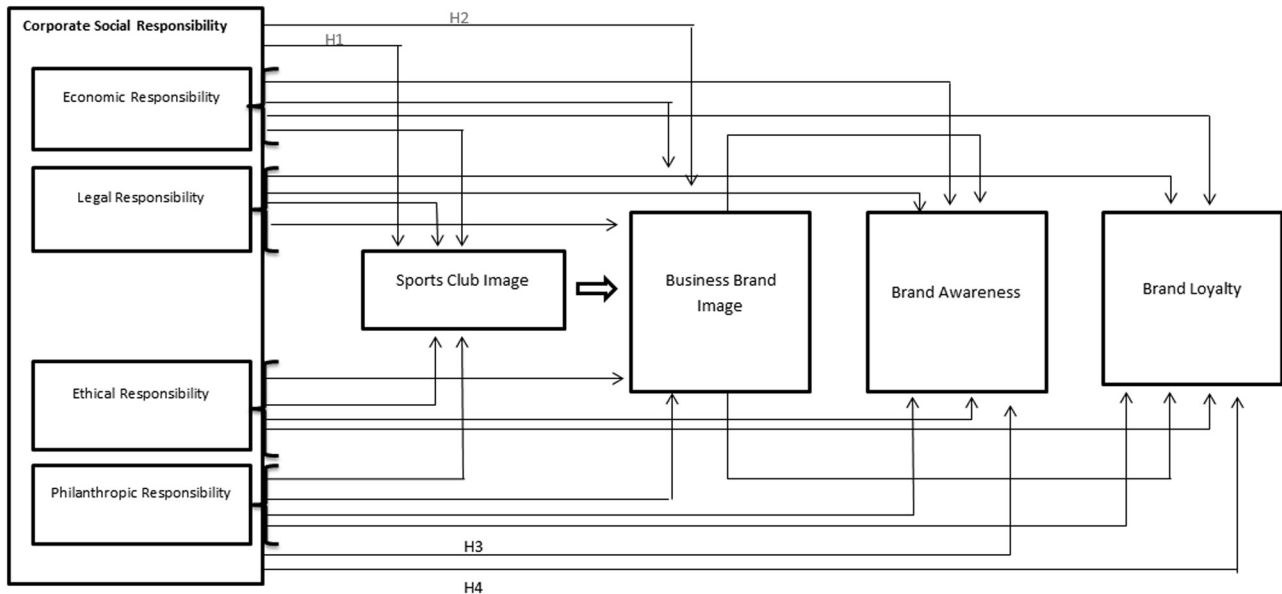 Corporate Social Responsibility
H2
H1
Economic Responsibility
Legal Responsibility
Sports Club Image
Business Brand
Image
Brand Awareness
Brand Loyalty
Ethical Responsibility
Philanthropic Responsibility
H3
H4